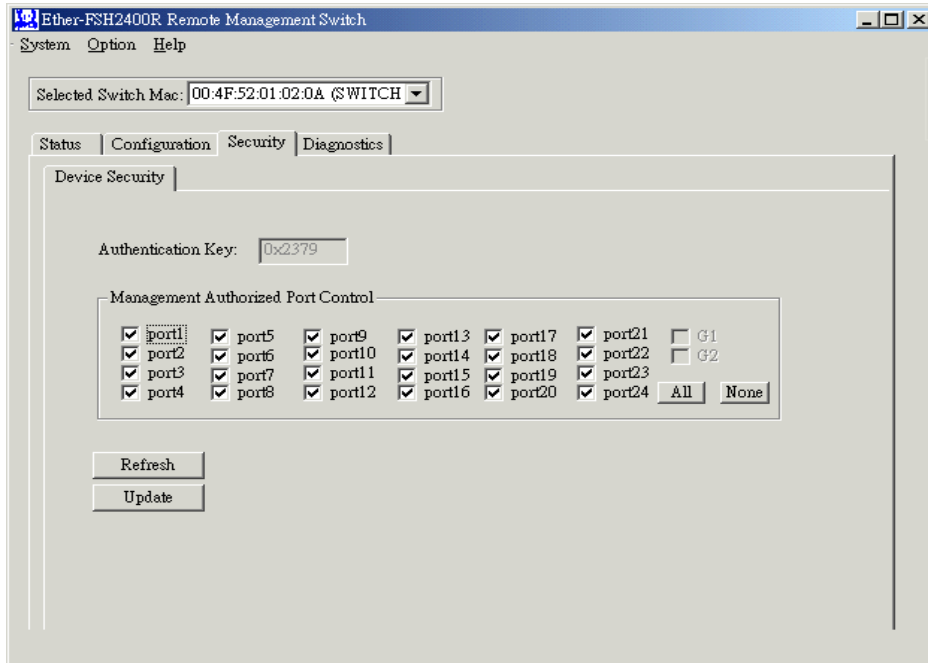 Ether-FSH2400R Remote Management Switch
System Option Help
Selected Switch Mac: 00:4F:52:01:02:0A (SWITCH
Status Configuration Security Diagnostics
Device Security
Authentication Key: 0x2379
Management Authorized Port Control
port1 port5 port9 port13 port17 port21 G1
port2 port6 port10 port14 port18 port22 G2
port3 port7 port11 port15 port19 port23
port4 port8 port12 port16 port20 port24 All None
Refresh
Update